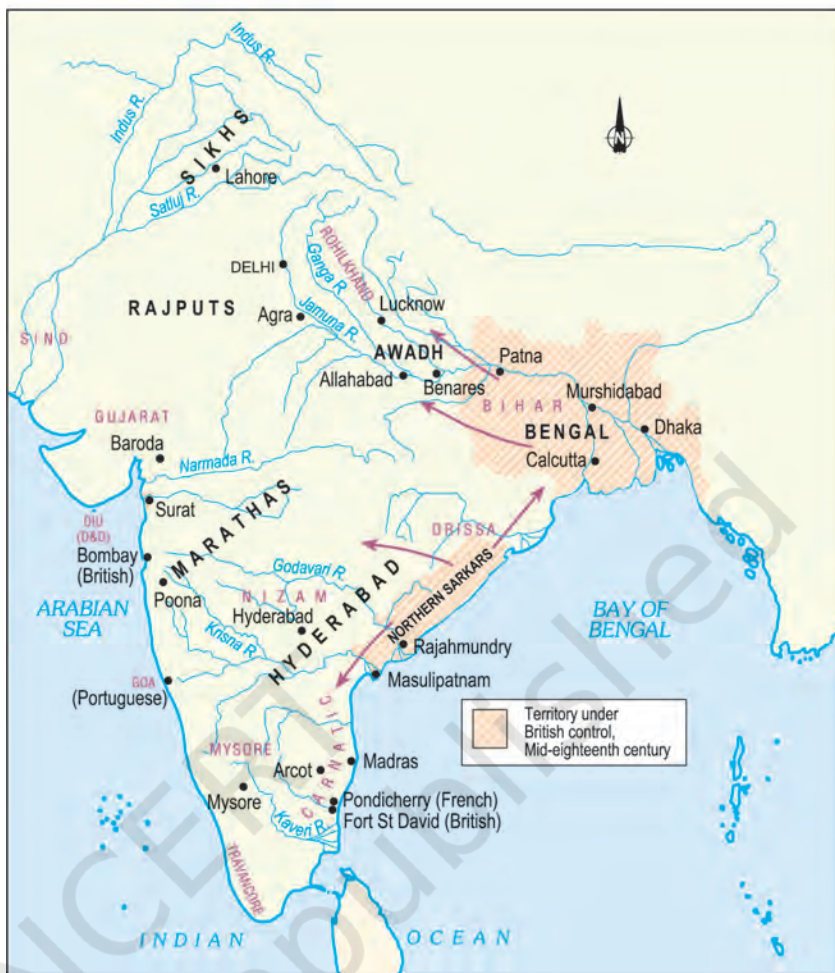 Indus R.
Indus R.
SIKHS
Lahore
Satluj R.
N
DELHI
ROHILKHAND
Ganga R.
RAJPUTS
Lucknow
Agra
Jamuna R.
SIND
AWADH
Patna
Allahabad
Benares
Murshidabad
BIHAR
GUJARAT
BENGAL
Dhaka
Baroda
Calcutta
Narmada R.
Surat
MARATHAS
DIU
(D&D)
ORISSA
Bombay
(British)
Godavari R.
NIZAM
Poona
HYDERABAD
NORTHERN SARKARS
ARABIAN
SEA
Hyderabad
BAY OF
BENGAL
Krisna R.
Rajahmundry
Masulipatnam
GOA
(Portuguese)
Territory under
British control,
Mid-eighteenth century
CARNATIC
MYSORE
Madras
Arcot
Mysore
Pondicherry (French)
Fort St David (British)
Kaveri R.
TRAVANCORE
INDIAN OCEAN
NCERT
republished